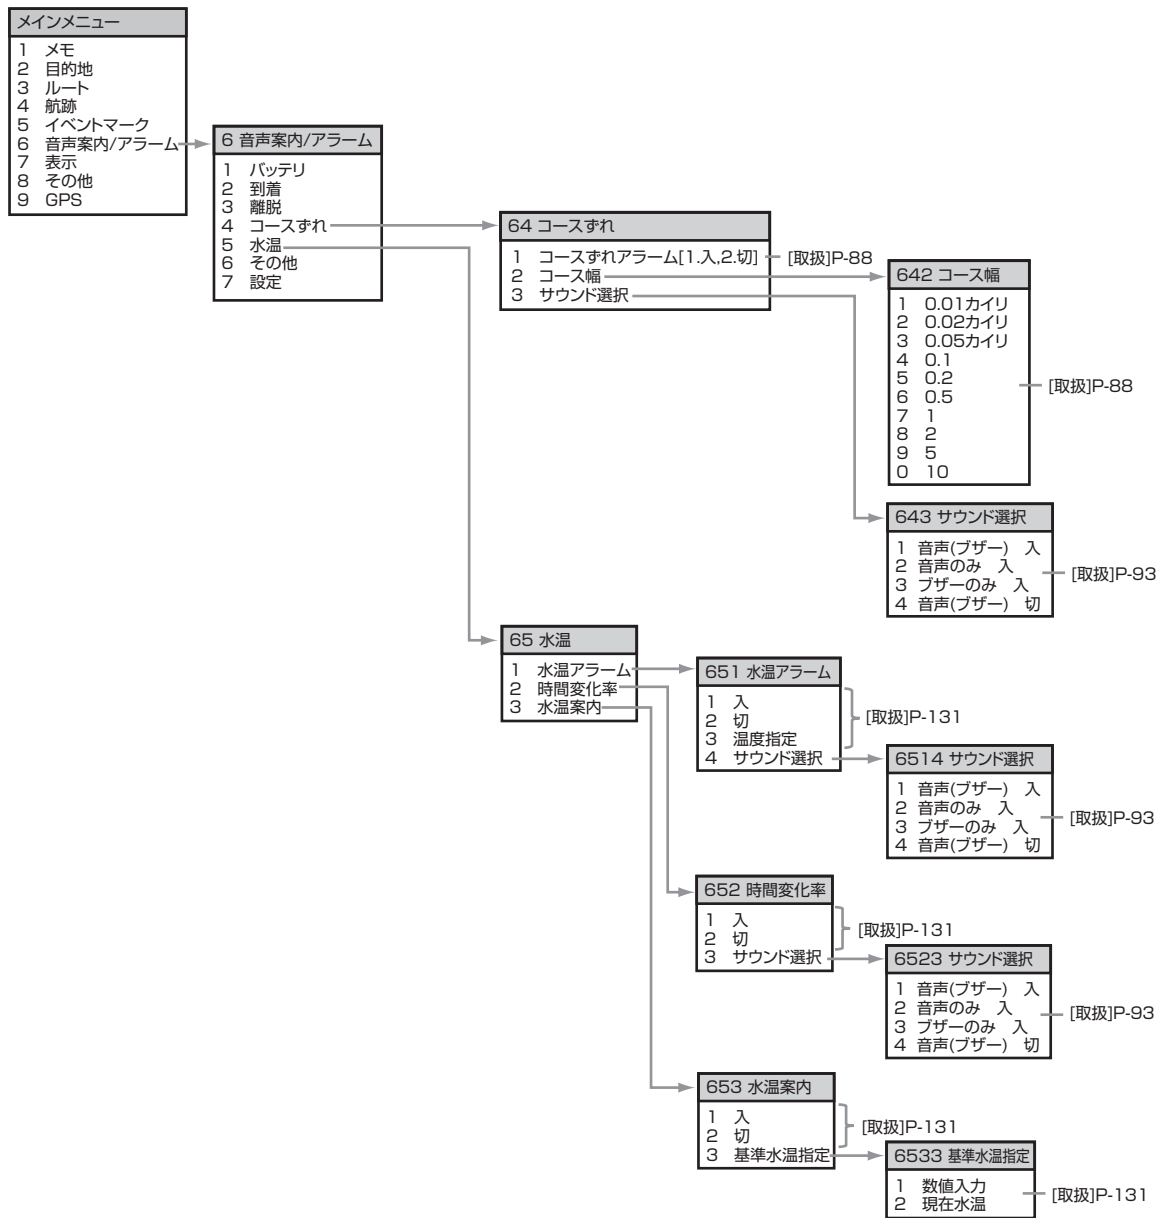 メインメニュー
1 メモ
2 目的地
3 ルート
4 航跡
5 イベントマーク
6 音声案内/アラーム
7 表示
8 その他
9 GPS
6 音声案内/アラーム
1 バッテリ
2 到着
3 離脱
4 コースずれ
5 水温
6 その他
7 設定
64 コースずれ
1 コースずれアラーム[1.入,2.切]
2 コース幅
3 サウンド選択
[取扱]P-88
642 コース幅
1 0.01カイリ
2 0.02カイリ
3 0.05カイリ
4 0.1
5 0.2
6 0.5
7 1
8 2
9 5
0 10
[取扱]P-88
643 サウンド選択
1 音声(ブザー) 入
2 音声のみ 入
3 ブザーのみ 入
4 音声(ブザー) 切
[取扱]P-93
65 水温
1 水温アラーム
2 時間変化率
3 水温案内
651 水温アラーム
1 入
2 切
3 温度指定
4 サウンド選択
[取扱]P-131
6514 サウンド選択
1 音声(ブザー) 入
2 音声のみ 入
3 ブザーのみ 入
4 音声(ブザー) 切
[取扱]P-93
652 時間変化率
1 入
2 切
3 サウンド選択
[取扱]P-131
6523 サウンド選択
1 音声(ブザー) 入
2 音声のみ 入
3 ブザーのみ 入
4 音声(ブザー) 切
[取扱]P-93
653 水温案内
1 入
2 切
3 基準水温指定
[取扱]P-131
6533 基準水温指定
1 数値入力
2 現在水温
[取扱]P-131